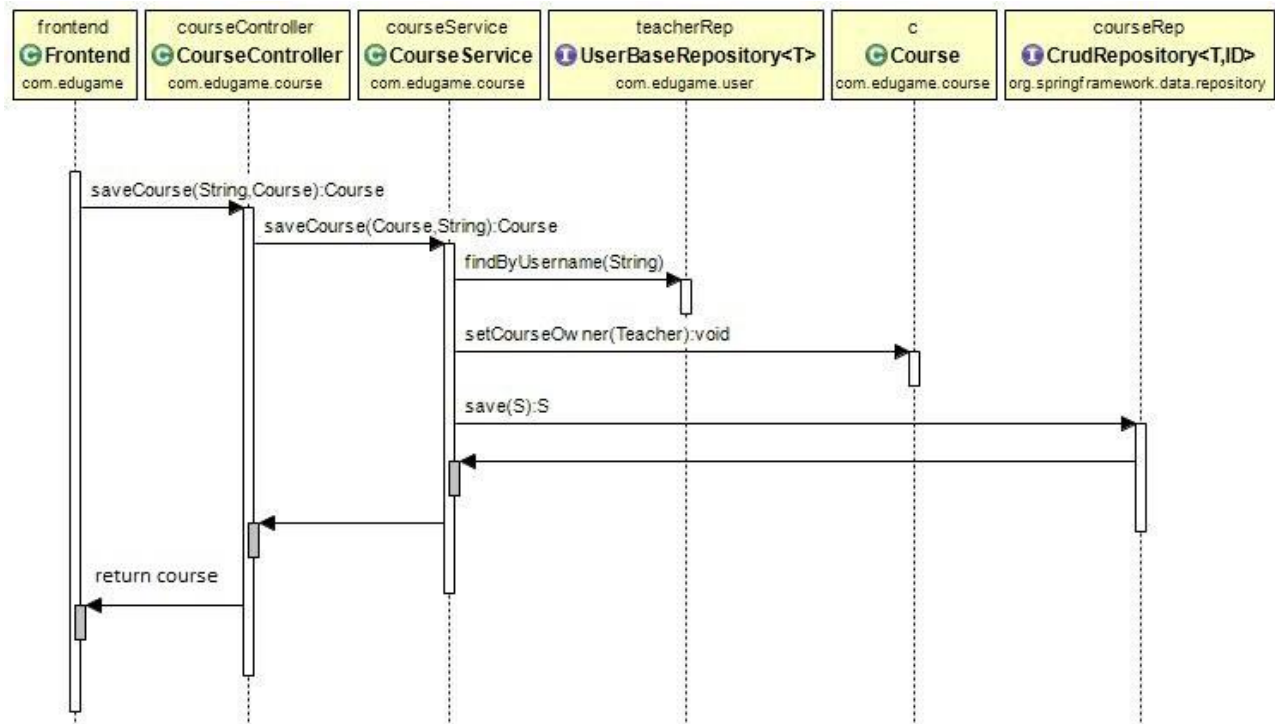 frontend
Frontend
com.edugame
courseController
CourseController
com.edugame.course
courseService
CourseService
com.edugame.course
teacherRep
UserBaseRepository<T>
com.edugame.user
c
Course
com.edugame.course
courseRep
CrudRepository<T,ID>
org.springframework.data.repository
saveCourse(String,Course):Course
saveCourse(Course,String):Course
findByUsername(String)
setCourseOwner(Teacher):void
save(S):S
return course